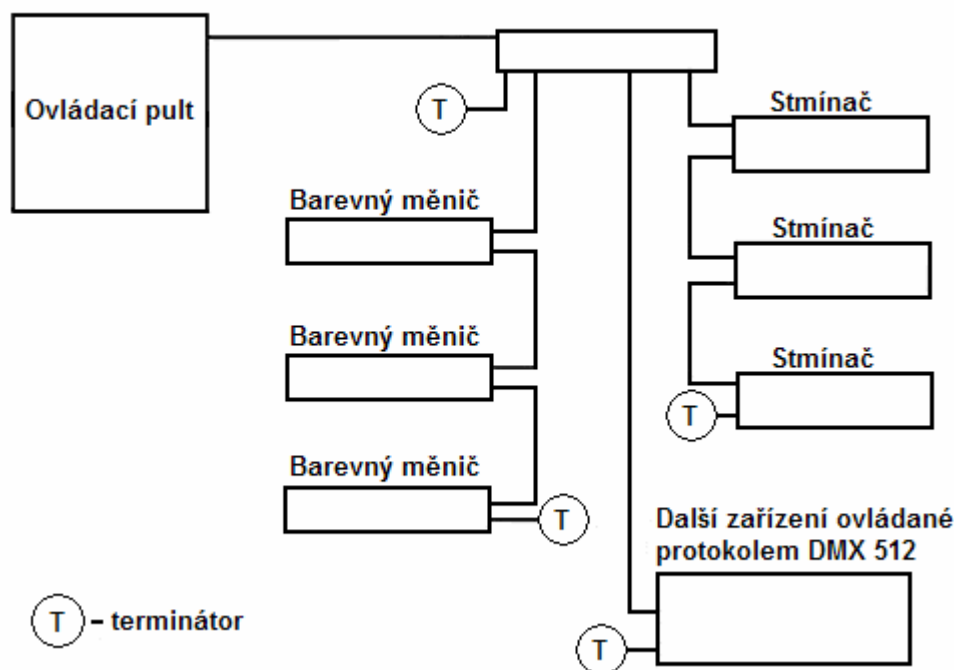 Ovládací pult
T
Stmínač
Barevný měnič
Stmínač
Barevný měnič
Stmínač
T
Barevný měnič
T
Další zařízení ovládané
protokolem DMX 512
T – terminátor
T